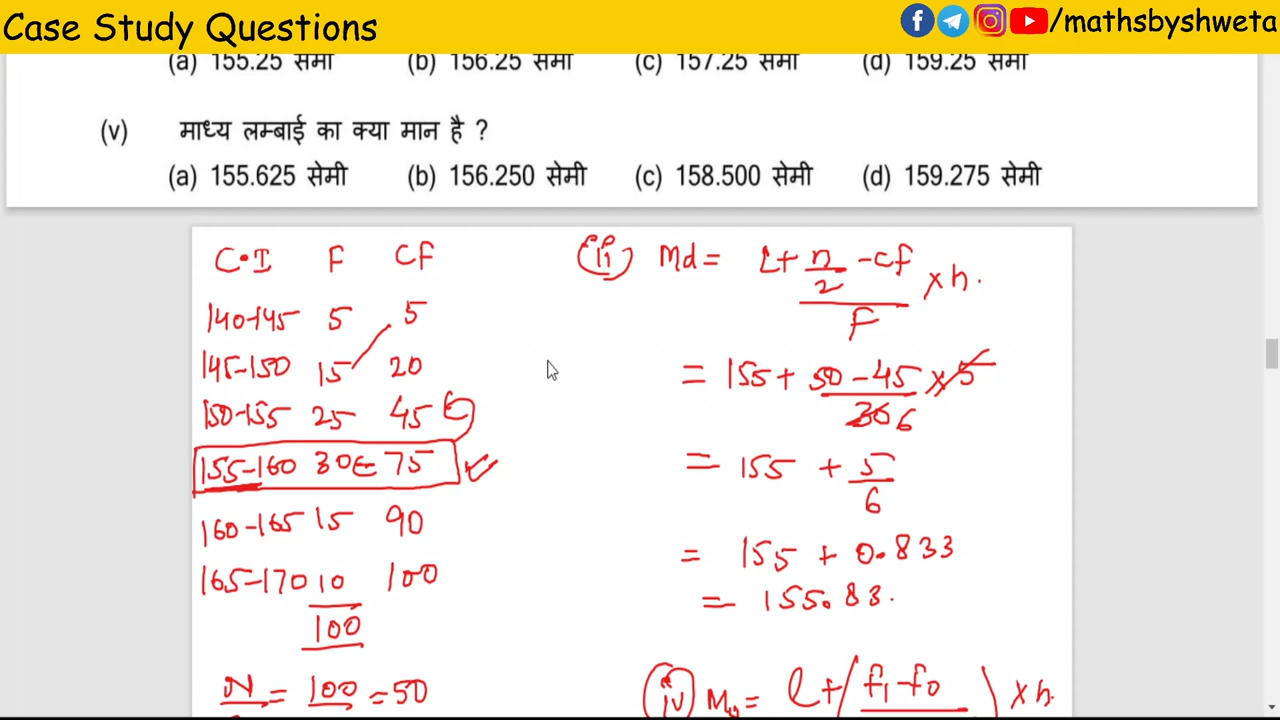 Case Study Questions
/mathsbyshweta
(a) 155.25 सेमी (b) 156.25 सेमी (c) 157.25 सेमी (d) 159.25 सेमी
(v) माध्य लम्बाई का क्या मान है ?
(a) 155.625 सेमी (b) 156.250 सेमी (c) 158.500 सेमी (d) 159.275 सेमी
C.I F CF
140-145 5 5
145-150 15 20
150-155 25 45
155-160 30 75
160-165 15 90
165-170 10 100
100
N = 100 = 50
(iii) Md = L + n/2 - cf / F × h.
= 155 + 50 - 45 / 30 6 × 5
= 155 + 5/6
= 155 + 0.833
= 155.83.
(iv) Mo = l + ( f1 - f0 ) × h.